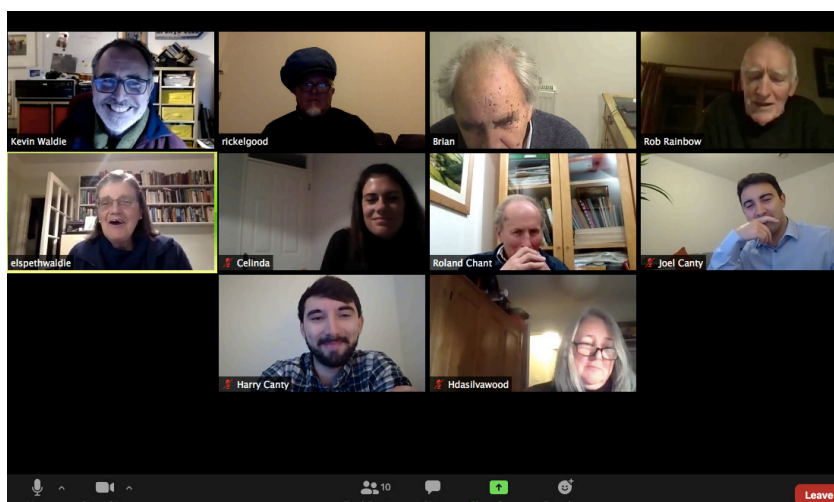 Kevin Waldie
rickelgood
Brian
Rob Rainbow
elspethwaldie
Celinda
Roland Chant
Joel Canty
Harry Canty
Hdasilvawood
10
Leave